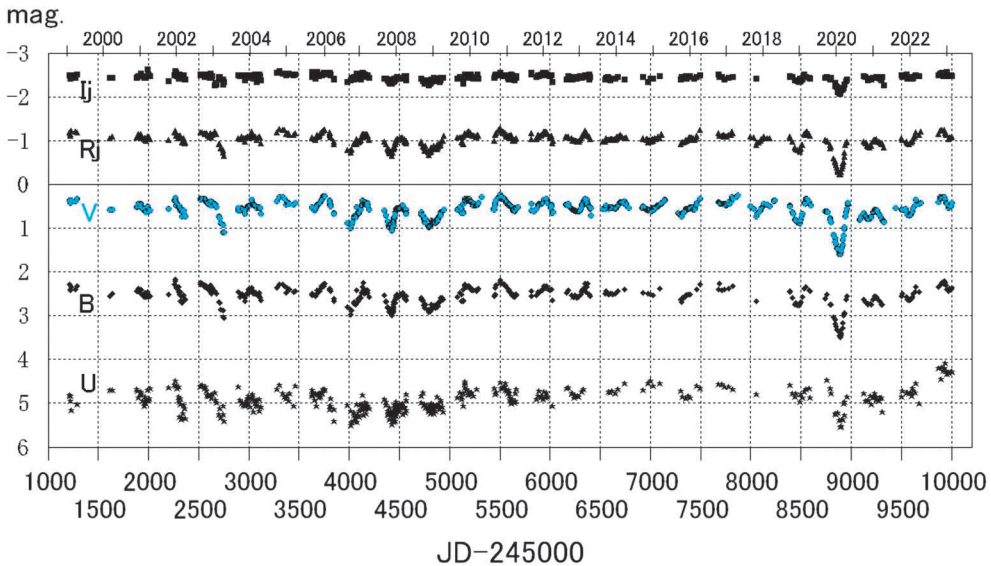 mag.
2000 2002 2004 2006 2008 2010 2012 2014 2016 2018 2020 2022
-3
Ij
-2
Rj
-1
0
V
1
2
B
3
4
U
5
6
1000 2000 3000 4000 5000 6000 7000 8000 9000 10000
1500 2500 3500 4500 5500 6500 7500 8500 9500
JD-245000